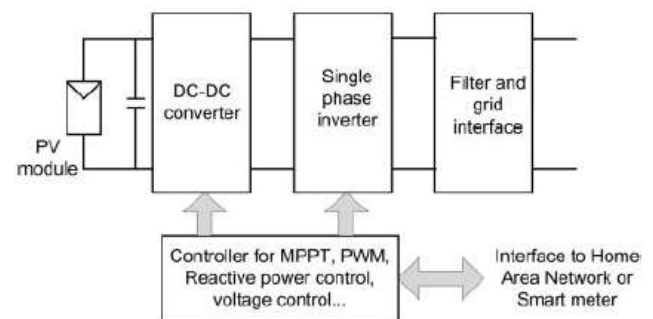 PV
module
DC-DC
converter
Single
phase
inverter
Filter and
grid
interface
Controller for MPPT, PWM,
Reactive power control,
voltage control...
Interface to Home
Area Network or
Smart meter